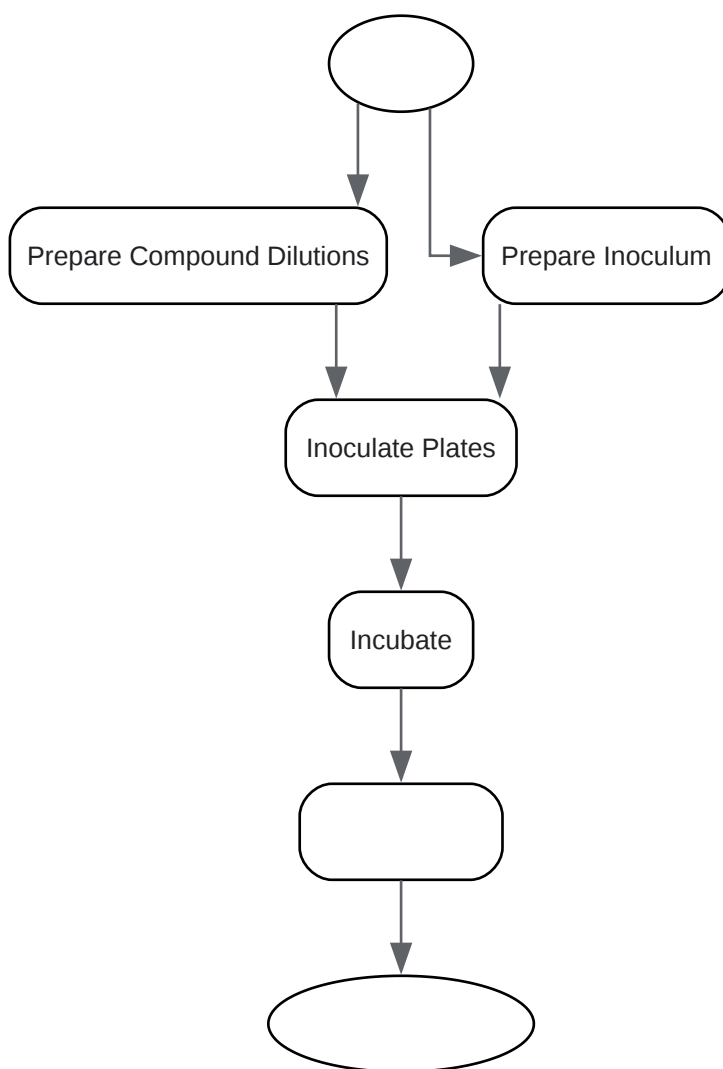 Prepare Compound Dilutions
Prepare Inoculum
Inoculate Plates
Incubate